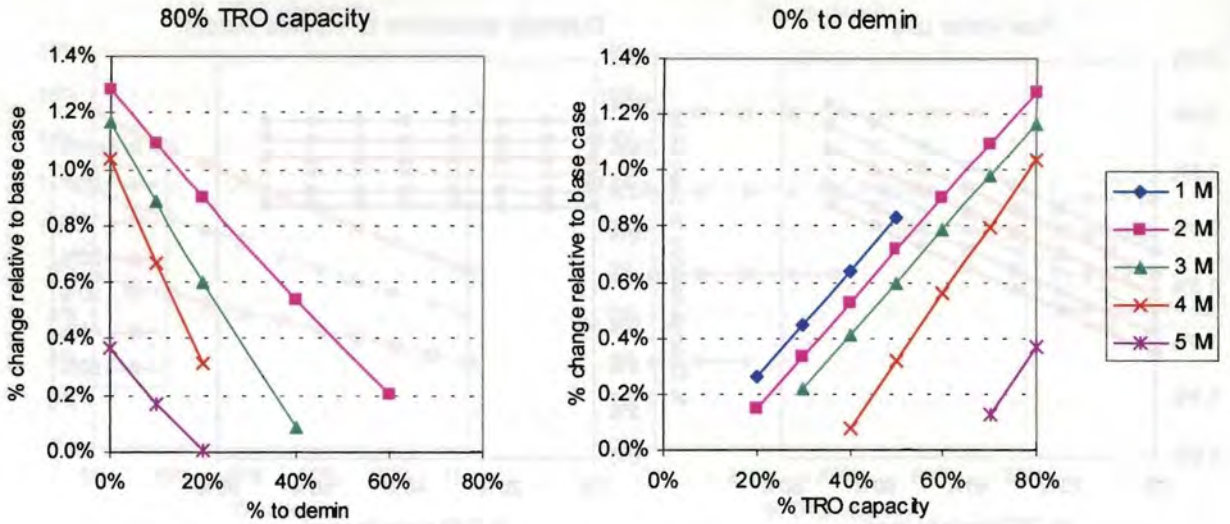 80% TRO capacity
1.4%
1.2%
1.0%
0.8%
0.6%
0.4%
0.2%
0.0%
% change relative to base case
0% 20% 40% 60% 80%
% to demin
0% to demin
1.4%
1.2%
1.0%
0.8%
0.6%
0.4%
0.2%
0.0%
% change relative to base case
0% 20% 40% 60% 80%
% TRO capacity
1 M
2 M
3 M
4 M
5 M